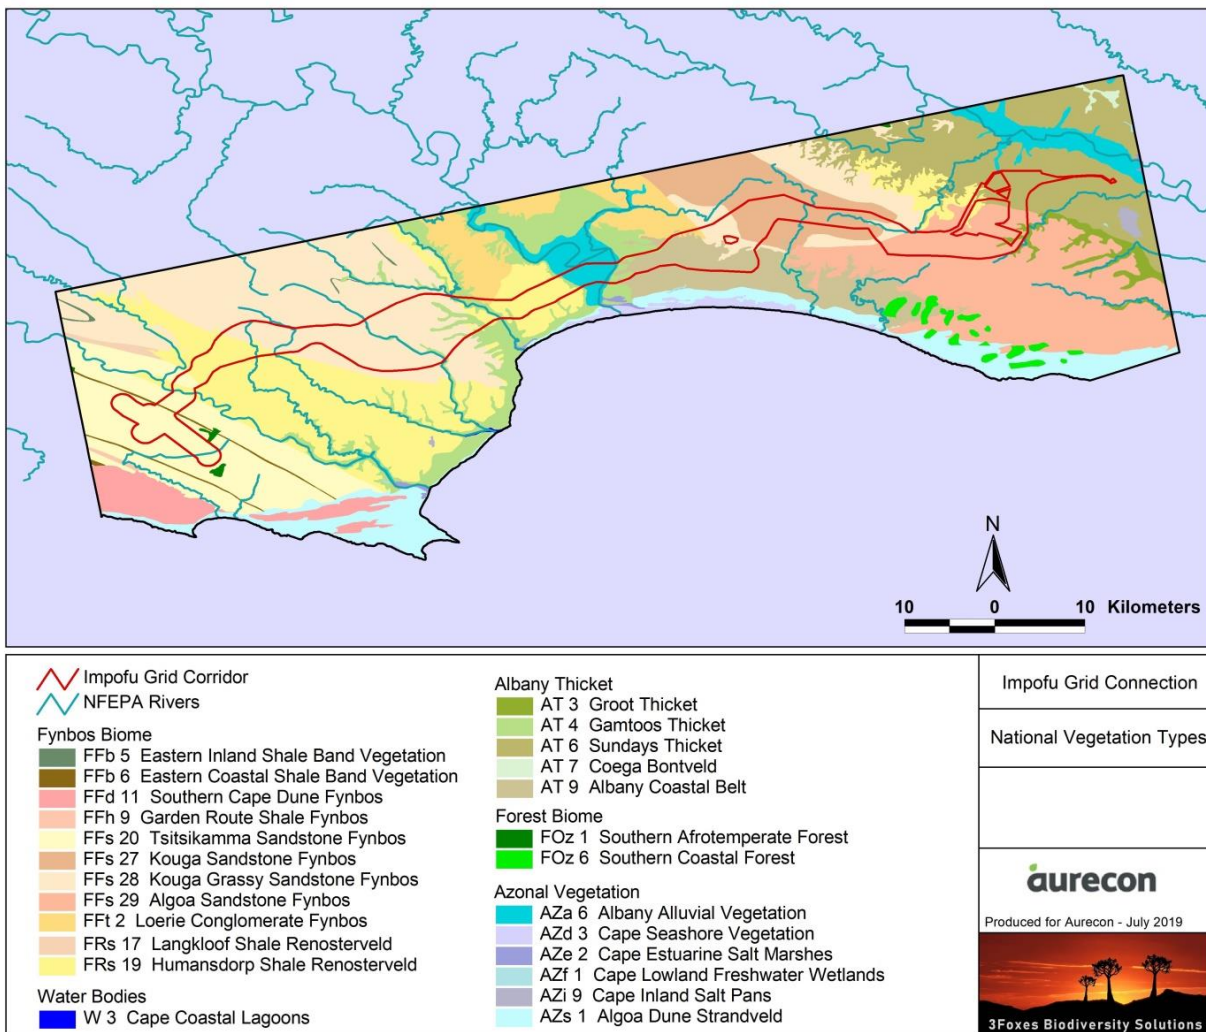 N
10 0 10 Kilometers
Impofu Grid Corridor
NFEPA Rivers
Fynbos Biome
FFb 5 Eastern Inland Shale Band Vegetation
FFb 6 Eastern Coastal Shale Band Vegetation
FFd 11 Southern Cape Dune Fynbos
FFh 9 Garden Route Shale Fynbos
FFs 20 Tsitsikamma Sandstone Fynbos
FFs 27 Kouga Sandstone Fynbos
FFs 28 Kouga Grassy Sandstone Fynbos
FFs 29 Algoa Sandstone Fynbos
FFt 2 Loerie Conglomerate Fynbos
FRs 17 Langkloof Shale Renosterveld
FRs 19 Humansdorp Shale Renosterveld
Water Bodies
W 3 Cape Coastal Lagoons
Albany Thicket
AT 3 Groot Thicket
AT 4 Gamtoos Thicket
AT 6 Sundays Thicket
AT 7 Coega Bontveld
AT 9 Albany Coastal Belt
Forest Biome
FOz 1 Southern Afrotemperate Forest
FOz 6 Southern Coastal Forest
Azonal Vegetation
AZa 6 Albany Alluvial Vegetation
AZd 3 Cape Seashore Vegetation
AZe 2 Cape Estuarine Salt Marshes
AZf 1 Cape Lowland Freshwater Wetlands
AZi 9 Cape Inland Salt Pans
AZs 1 Algoa Dune Strandveld
Impofu Grid Connection
National Vegetation Types
aurecon
Produced for Aurecon - July 2019
3Foxes Biodiversity Solutions